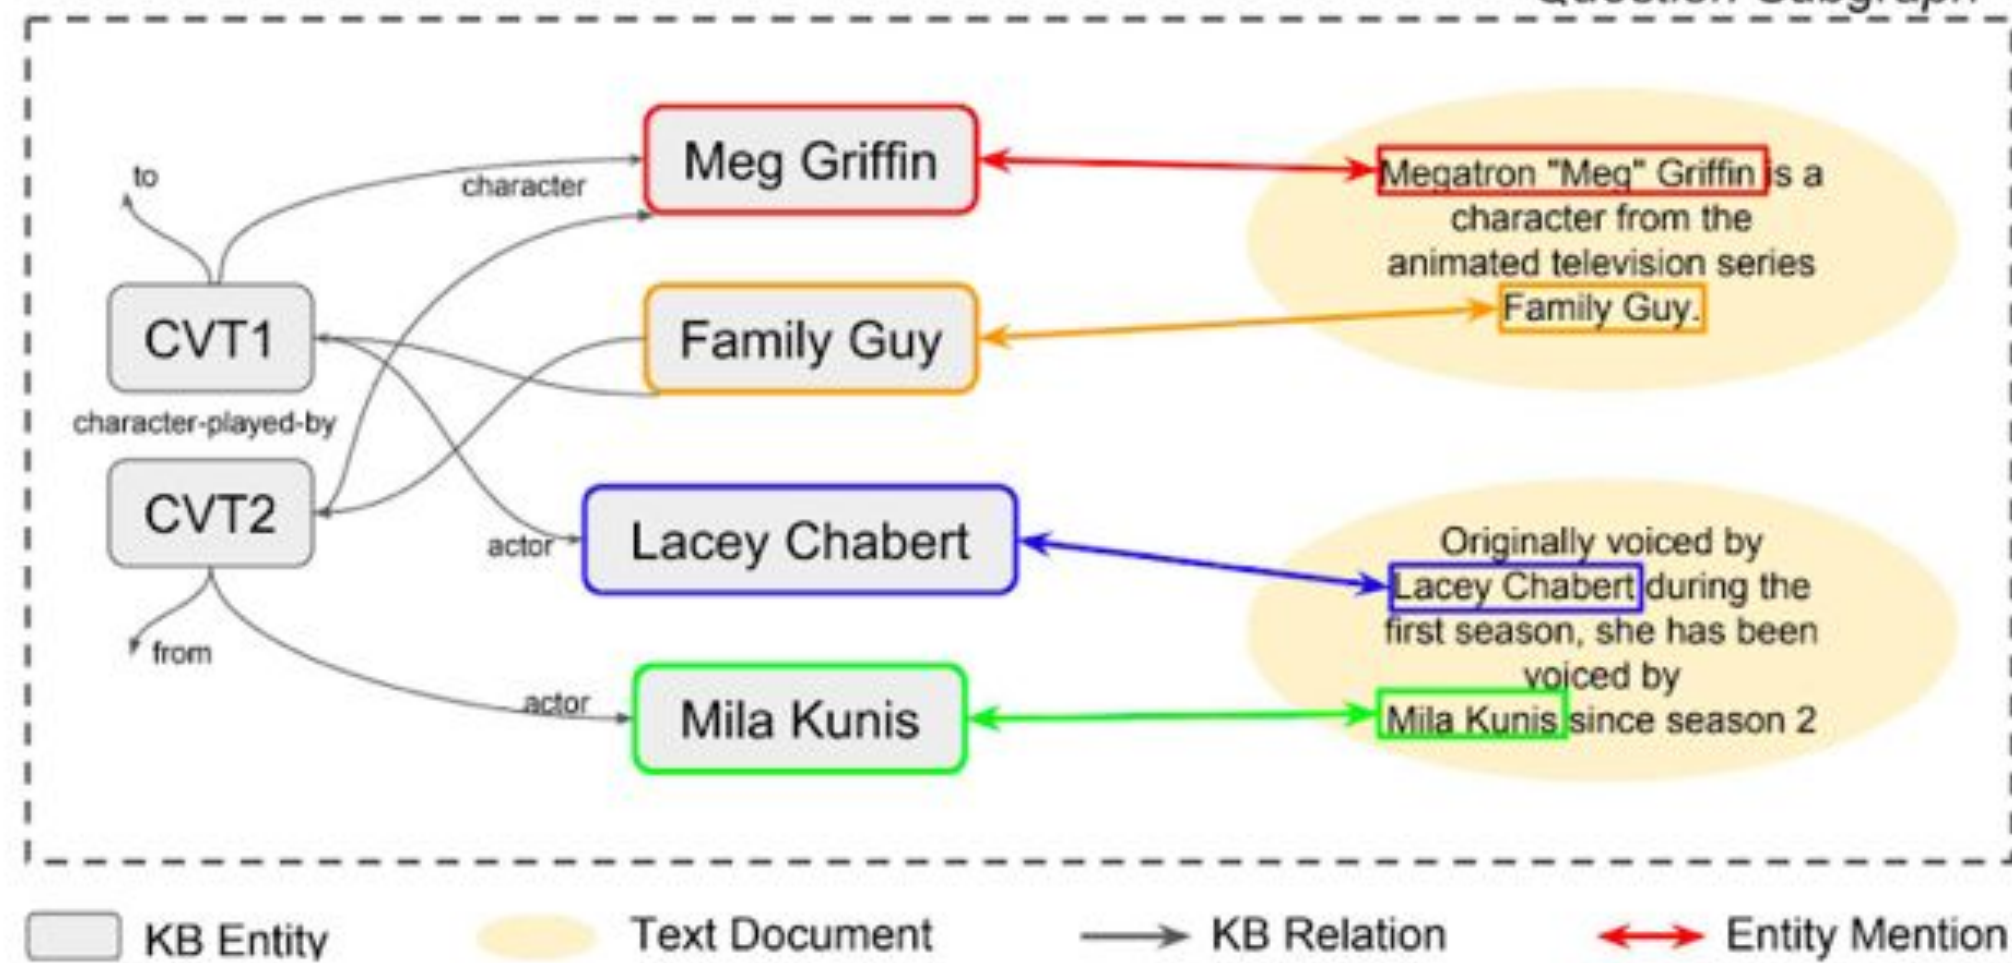 Question Subgraph
to
character
Meg Griffin
Megatron "Meg" Griffin is a
character from the
animated television series
Family Guy.
CVT1
Family Guy
character-played-by
CVT2
actor
Lacey Chabert
Originally voiced by
Lacey Chabert during the
first season, she has been
voiced by
Mila Kunis since season 2
from
actor
Mila Kunis
KB Entity
Text Document
KB Relation
Entity Mention